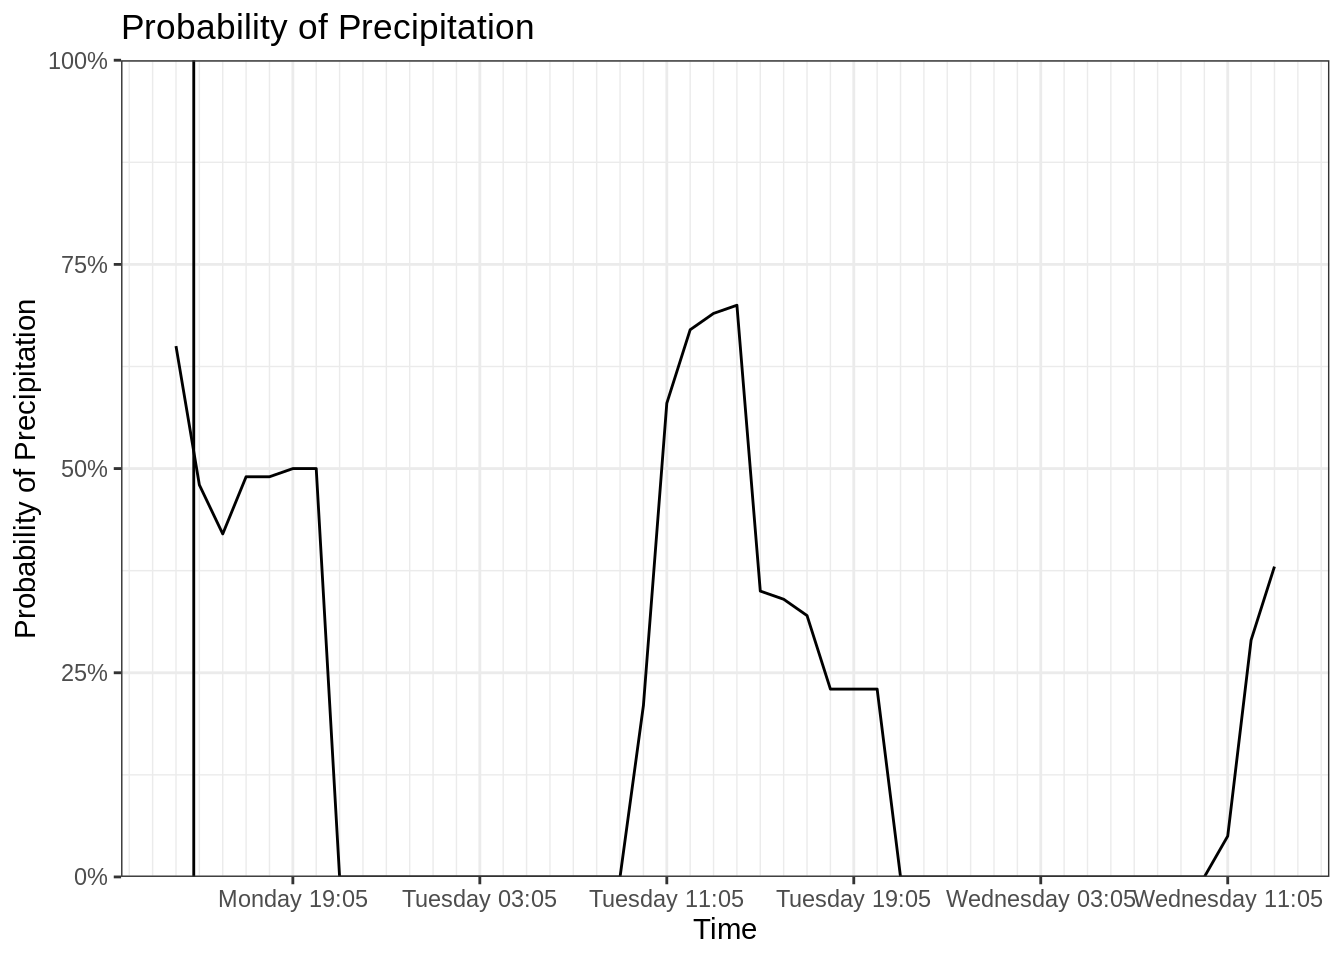 Probability of Precipitation
Probability of Precipitation
100%
75%
50%
25%
0%
Monday 19:05 Tuesday 03:05 Tuesday 11:05 Tuesday 19:05 Wednesday 03:05 Wednesday 11:05
Time